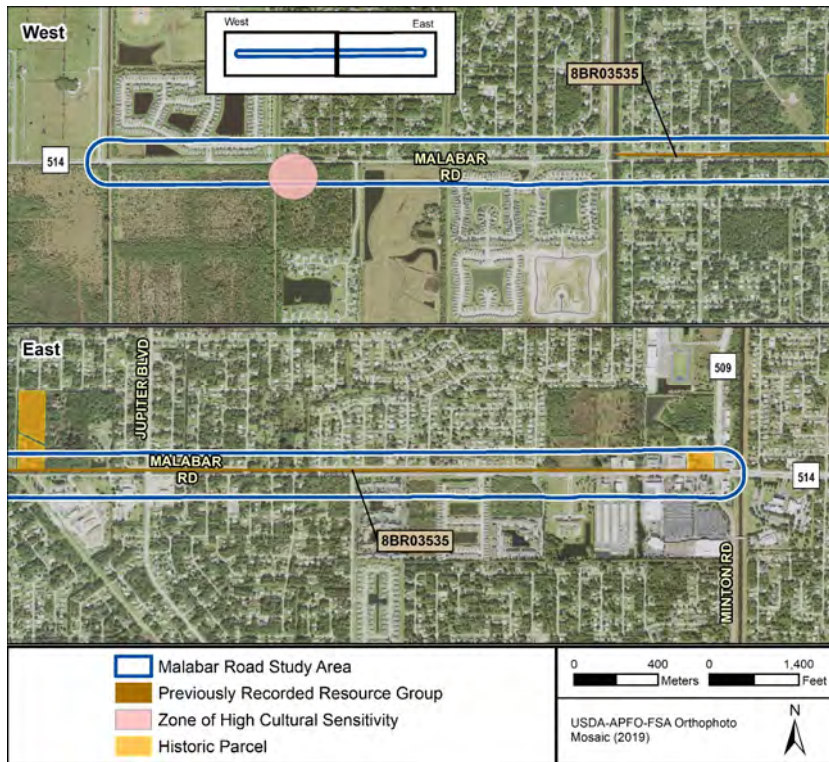 West
West
East
8BR03535
514
MALABAR
RD
East
JUPITER BLVD
509
MALABAR
RD
514
8BR03535
MINTON RD
Malabar Road Study Area
Previously Recorded Resource Group
Zone of High Cultural Sensitivity
Historic Parcel
0 400 0 1,400
Meters Feet
USDA-APFO-FSA Orthophoto
Mosaic (2019)
N